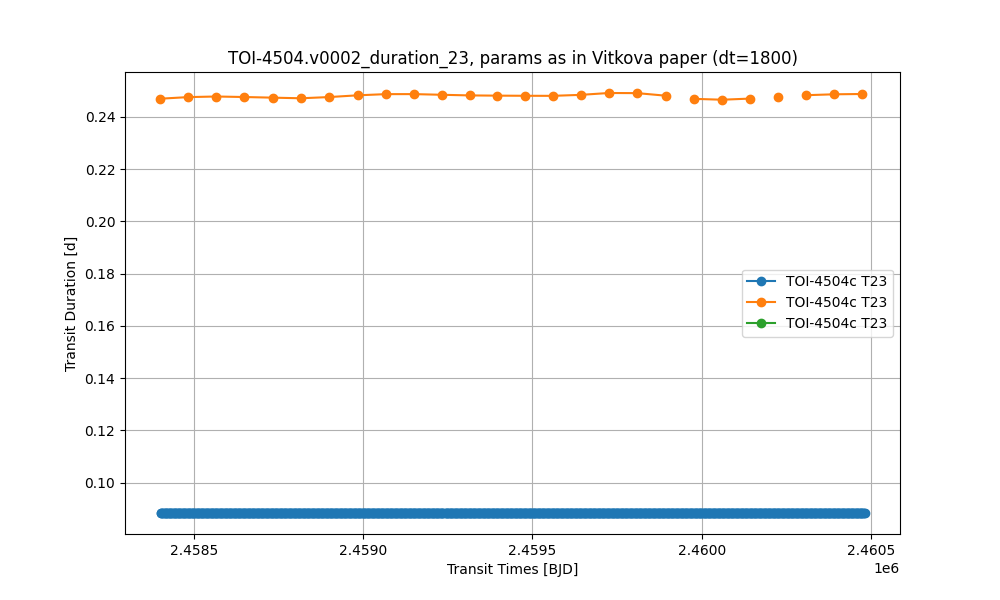 TOI-4504.v0002_duration_23, params as in Vitkova paper (dt=1800)
Transit Duration [d]
0.24
0.22
0.20
0.18
0.16
0.14
0.12
0.10
TOI-4504c T23
TOI-4504c T23
TOI-4504c T23
2.4585 2.4590 2.4595 2.4600 2.4605
1e6
Transit Times [BJD]